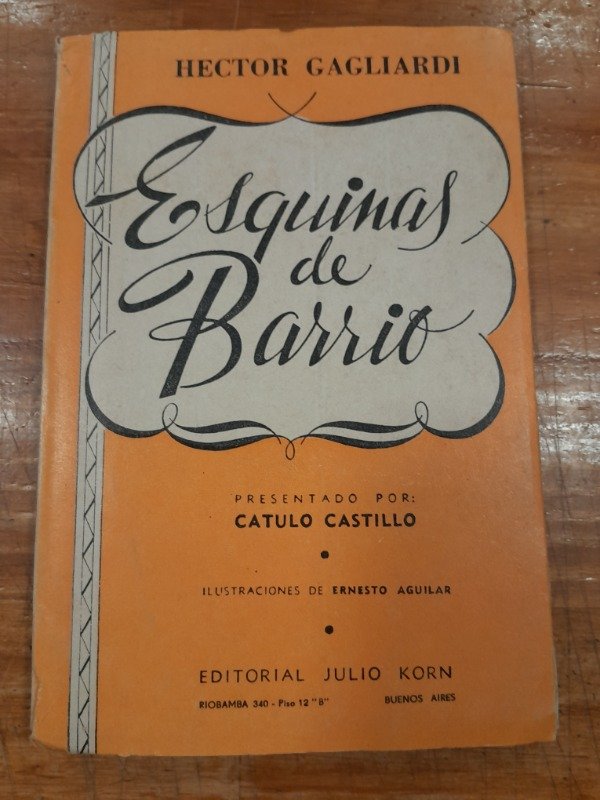 HECTOR GAGLIARDI
Esquinas
de
Barrio
PRESENTADO POR:
CATULO CASTILLO
ILUSTRACIONES DE ERNESTO AGUILAR
EDITORIAL JULIO KORN
RIOBAMBA 340 - Piso 12 "B" BUENOS AIRES